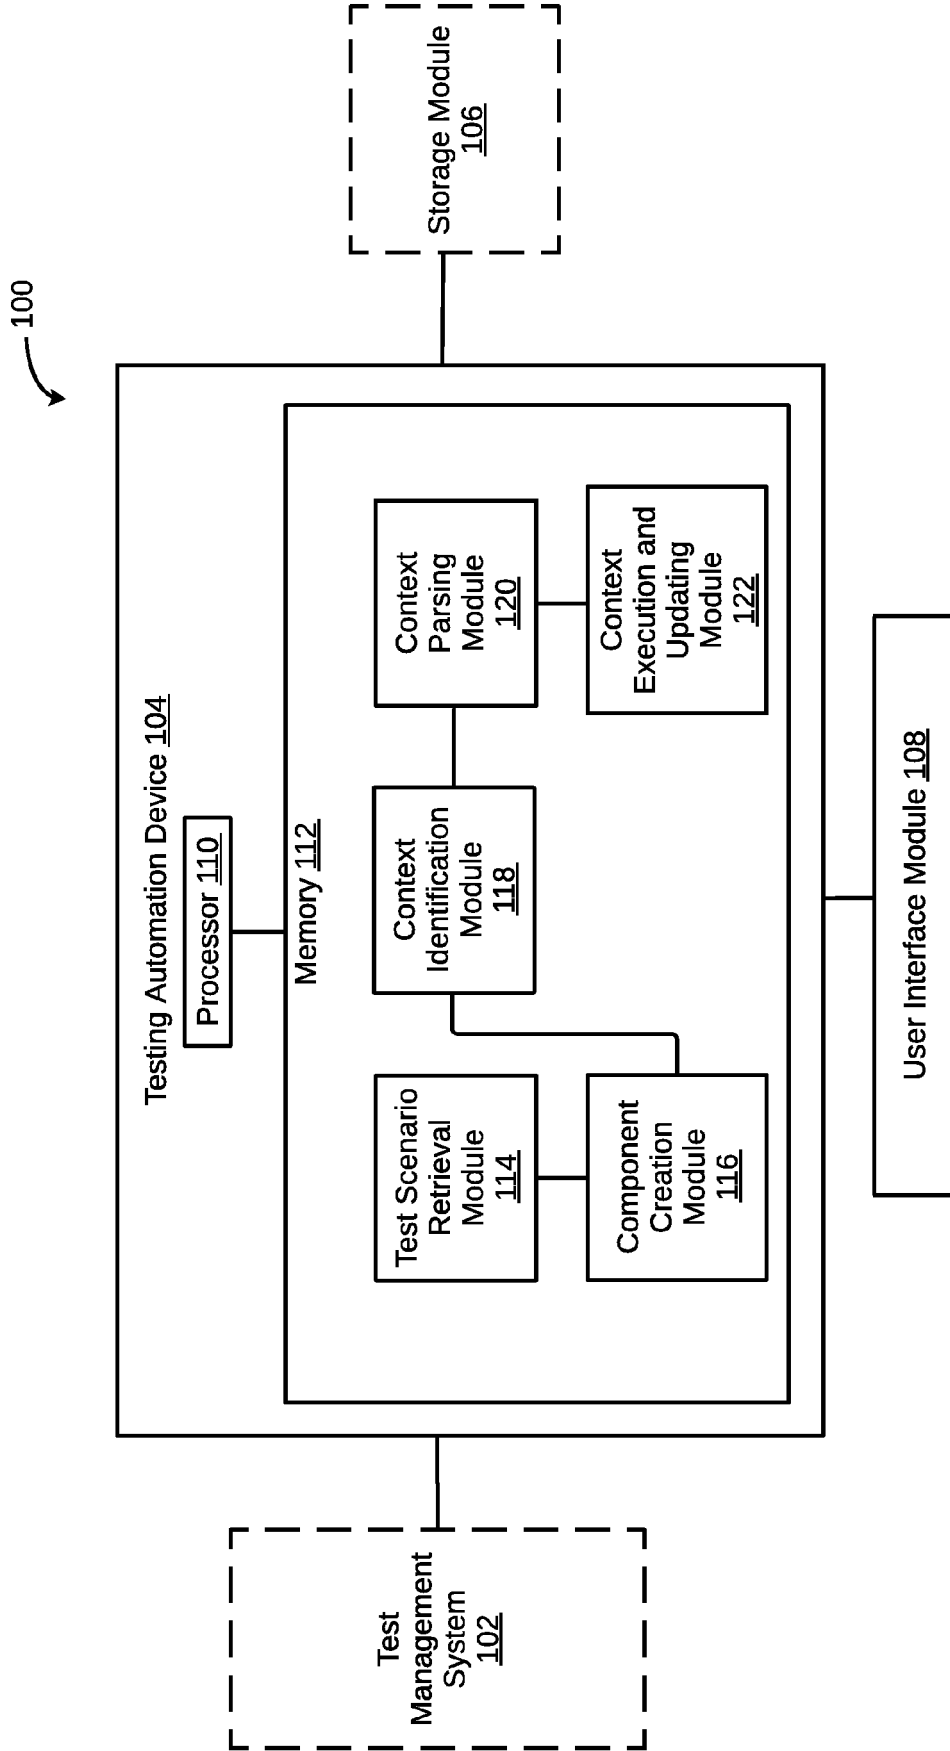 100
Testing Automation Device 104
Processor 110
Memory 112
Test Scenario
Retrieval
Module
114
Context
Identification
Module
118
Context
Parsing
Module
120
Component
Creation
Module
116
Context
Execution and
Updating
Module
122
Test
Management
System
102
Storage Module
106
User Interface Module 108